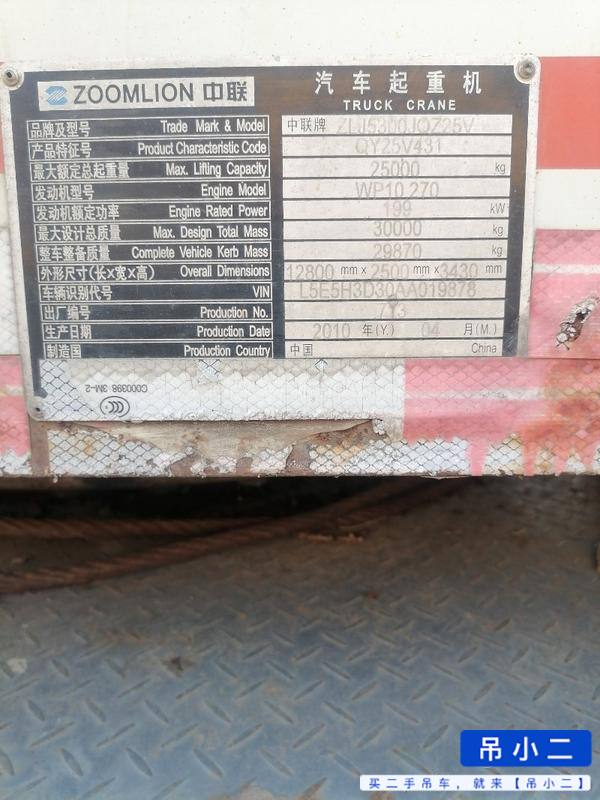 ZOOMLION 中联
汽车起重机
TRUCK CRANE
品牌及型号 Trade Mark & Model 中联牌 ZLJ5300JQZ25V
产品特征号 Product Characteristic Code QY25V431
最大额定总起重量 Max. Lifting Capacity 25000 kg
发动机型号 Engine Model WP10.270
发动机额定功率 Engine Rated Power 199 kW
最大设计总质量 Max. Design Total Mass 30000 kg
整车整备质量 Complete Vehicle Kerb Mass 29870 kg
外形尺寸(长×宽×高) Overall Dimensions 12800 mm × 2500 mm × 3430 mm
车辆识别代号 VIN L5E5H3D30AA019878
出厂编号 Production No.
生产日期 Production Date 2010 年(Y.) 04 月(M.)
制造国 Production Country 中国 China
C000398 3M-2
CCC
吊小二
买二手吊车，就来【吊小二】